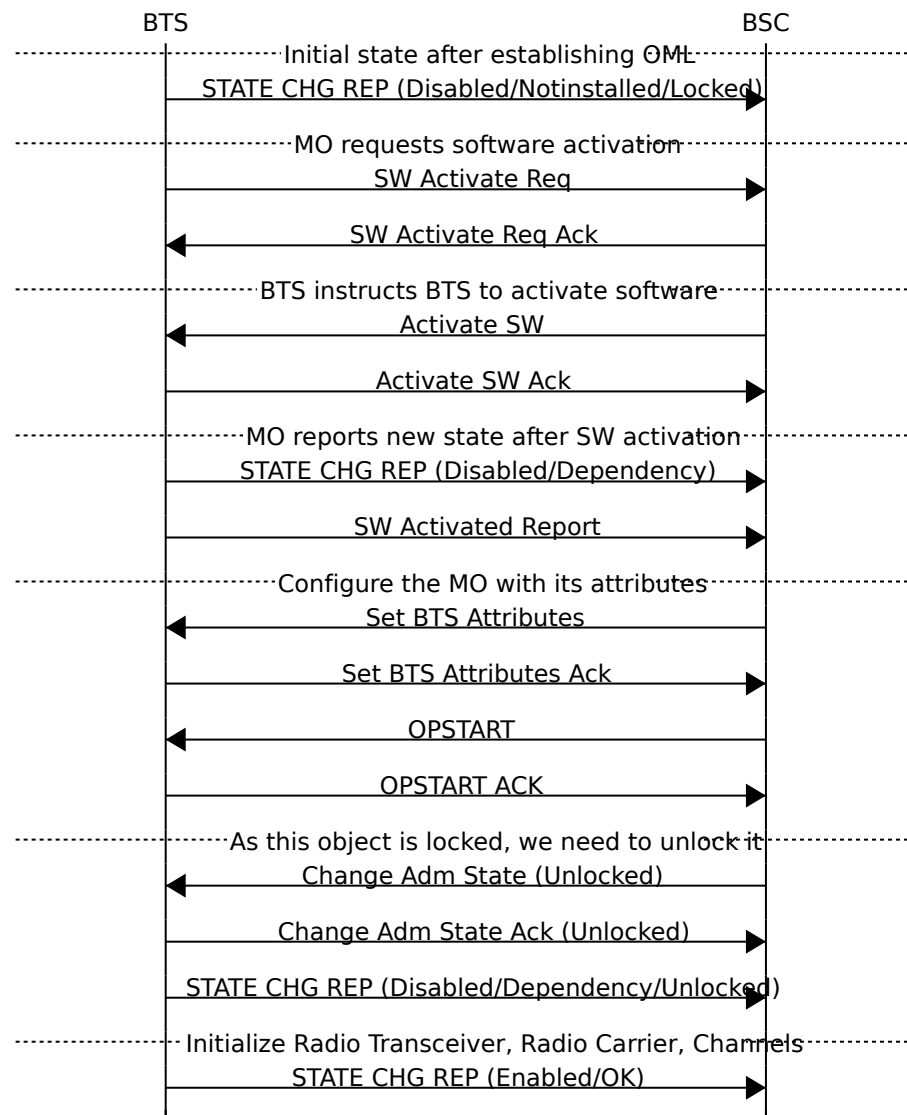 BTS BSC
Initial state after establishing OML
STATE CHG REP (Disabled/Notinstalled/Locked)
MO requests software activation
SW Activate Req
SW Activate Req Ack
BTS instructs BTS to activate software
Activate SW
Activate SW Ack
MO reports new state after SW activation
STATE CHG REP (Disabled/Dependency)
SW Activated Report
Configure the MO with its attributes
Set BTS Attributes
Set BTS Attributes Ack
OPSTART
OPSTART ACK
As this object is locked, we need to unlock it
Change Adm State (Unlocked)
Change Adm State Ack (Unlocked)
STATE CHG REP (Disabled/Dependency/Unlocked)
Initialize Radio Transceiver, Radio Carrier, Channels
STATE CHG REP (Enabled/OK)